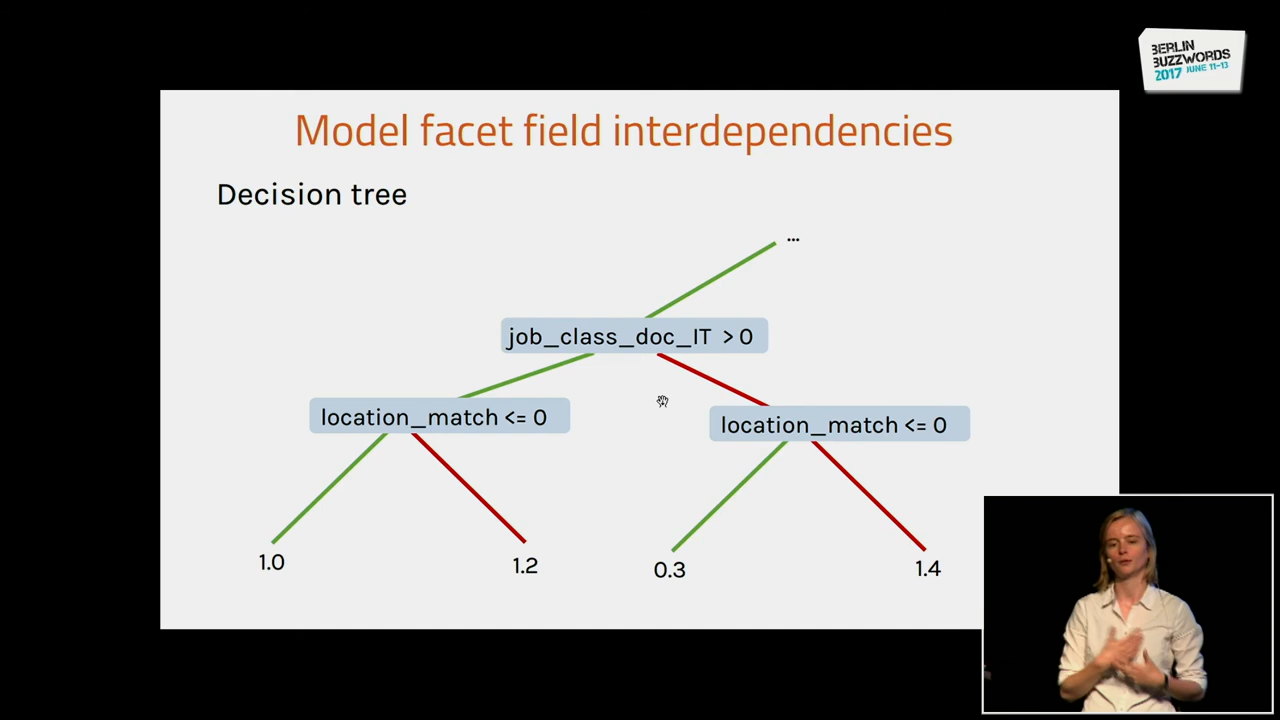 BERLIN
BUZZWORDS
2017 JUNE 11-13
Model facet field interdependencies
Decision tree
...
job_class_doc_IT > 0
location_match <= 0
location_match <= 0
1.0
1.2
0.3
1.4